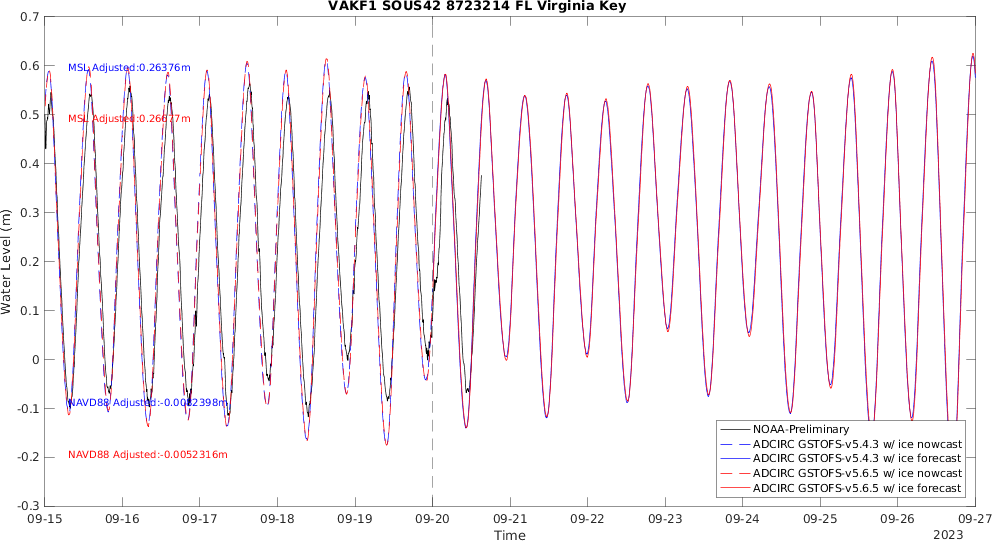 VAKF1 SOUS42 8723214 FL Virginia Key
0.7
0.6
0.5
0.4
0.3
0.2
0.1
0
-0.1
-0.2
-0.3
Water Level (m)
MSL Adjusted:0.26376m
MSL Adjusted:0.26677m
NAVD88 Adjusted:-0.0082398m
NAVD88 Adjusted:-0.0052316m
NOAA-Preliminary
ADCIRC GSTOFS-v5.4.3 w/ ice nowcast
ADCIRC GSTOFS-v5.4.3 w/ ice forecast
ADCIRC GSTOFS-v5.6.5 w/ ice nowcast
ADCIRC GSTOFS-v5.6.5 w/ ice forecast
09-15 09-16 09-17 09-18 09-19 09-20 09-21 09-22 09-23 09-24 09-25 09-26 09-27
Time
2023